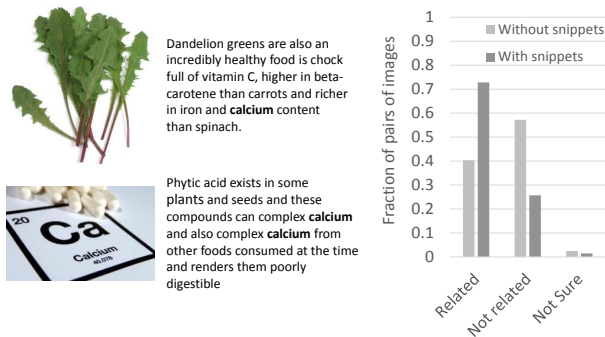 Dandelion greens are also an
incredibly healthy food is chock
full of vitamin C, higher in beta-
carotene than carrots and richer
in iron and calcium content
than spinach.
20
Ca
Calcium
40.078
Phytic acid exists in some
plants and seeds and these
compounds can complex calcium
and also complex calcium from
other foods consumed at the time
and renders them poorly
digestible
Fraction of pairs of images
1
0.9
0.8
0.7
0.6
0.5
0.4
0.3
0.2
0.1
0
Without snippets
With snippets
Related
Not related
Not Sure